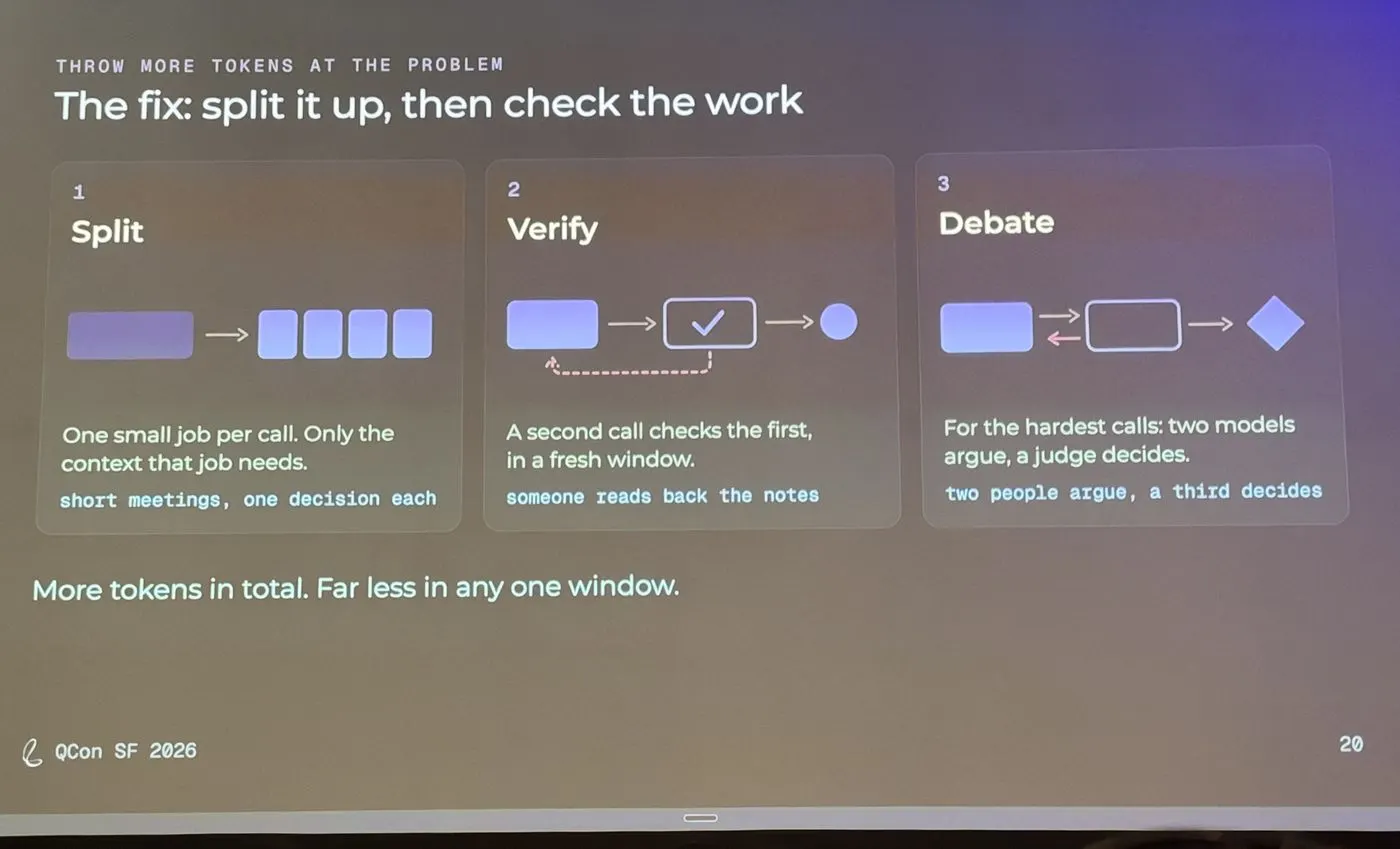 THROW MORE TOKENS AT THE PROBLEM
The fix: split it up, then check the work
1
Split
One small job per call. Only the
context that job needs.
short meetings, one decision each
2
Verify
A second call checks the first,
in a fresh window.
someone reads back the notes
3
Debate
For the hardest calls: two models
argue, a judge decides.
two people argue, a third decides
More tokens in total. Far less in any one window.
QCon SF 2026
20